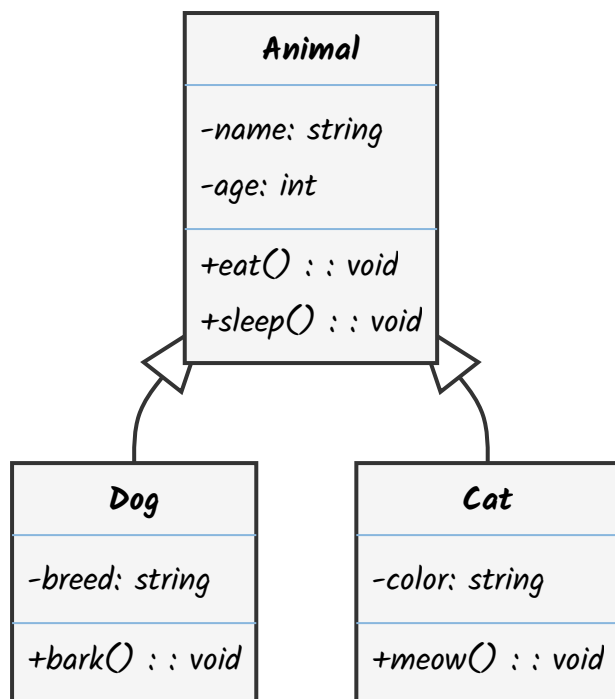 Animal
-name: string
-age: int
+eat() : : void
+sleep() : : void
Dog
-breed: string
+bark() : : void
Cat
-color: string
+meow() : : void